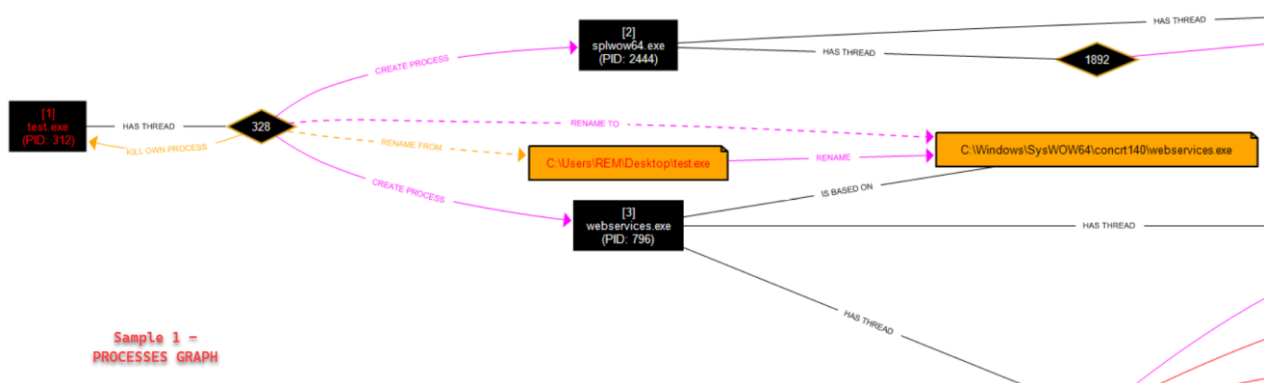 HAS THREAD
[2]
splwow64.exe
(PID: 2444)
HAS THREAD
1892
CREATE PROCESS
[1]
test.exe
(PID: 312)
HAS THREAD
328
KILL OWN PROCESS
RENAME TO
RENAME FROM
C:\Users\REM\Desktop\test.exe
RENAME
C:\Windows\SysWOW64\concrt140\webservices.exe
CREATE PROCESS
IS BASED ON
[3]
webservices.exe
(PID: 796)
HAS THREAD
HAS THREAD
Sample 1 –
PROCESSES GRAPH